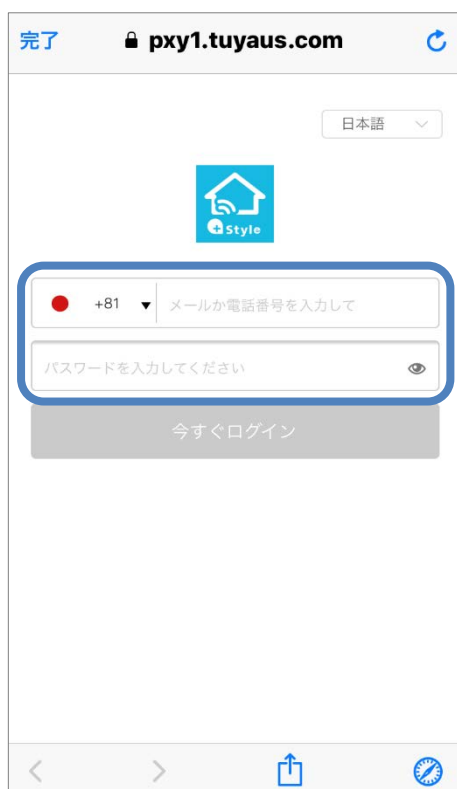 完了 pxy1.tuyaus.com
日本語
+ Style
+81 メールか電話番号を入力して
パスワードを入力してください
今すぐログイン